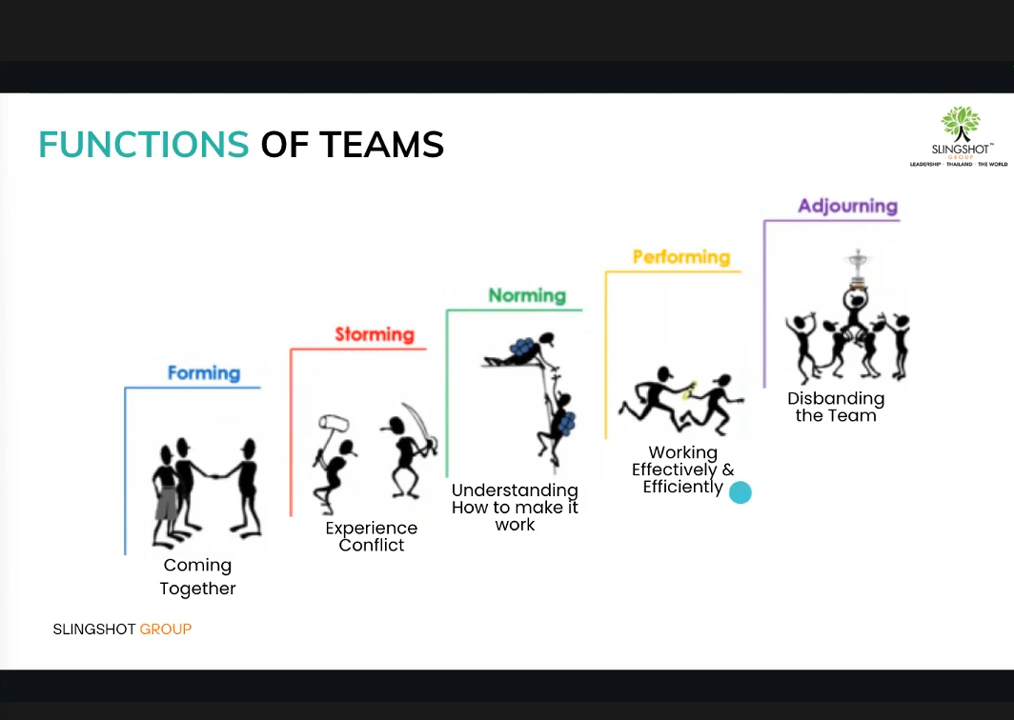 FUNCTIONS OF TEAMS
SLINGSHOT™
GROUP
LEADERSHIP · THAILAND · THE WORLD
Adjourning
Performing
Norming
Storming
Forming
Disbanding
the Team
Working
Effectively &
Efficiently
Understanding
How to make it
work
Experience
Conflict
Coming
Together
SLINGSHOT GROUP